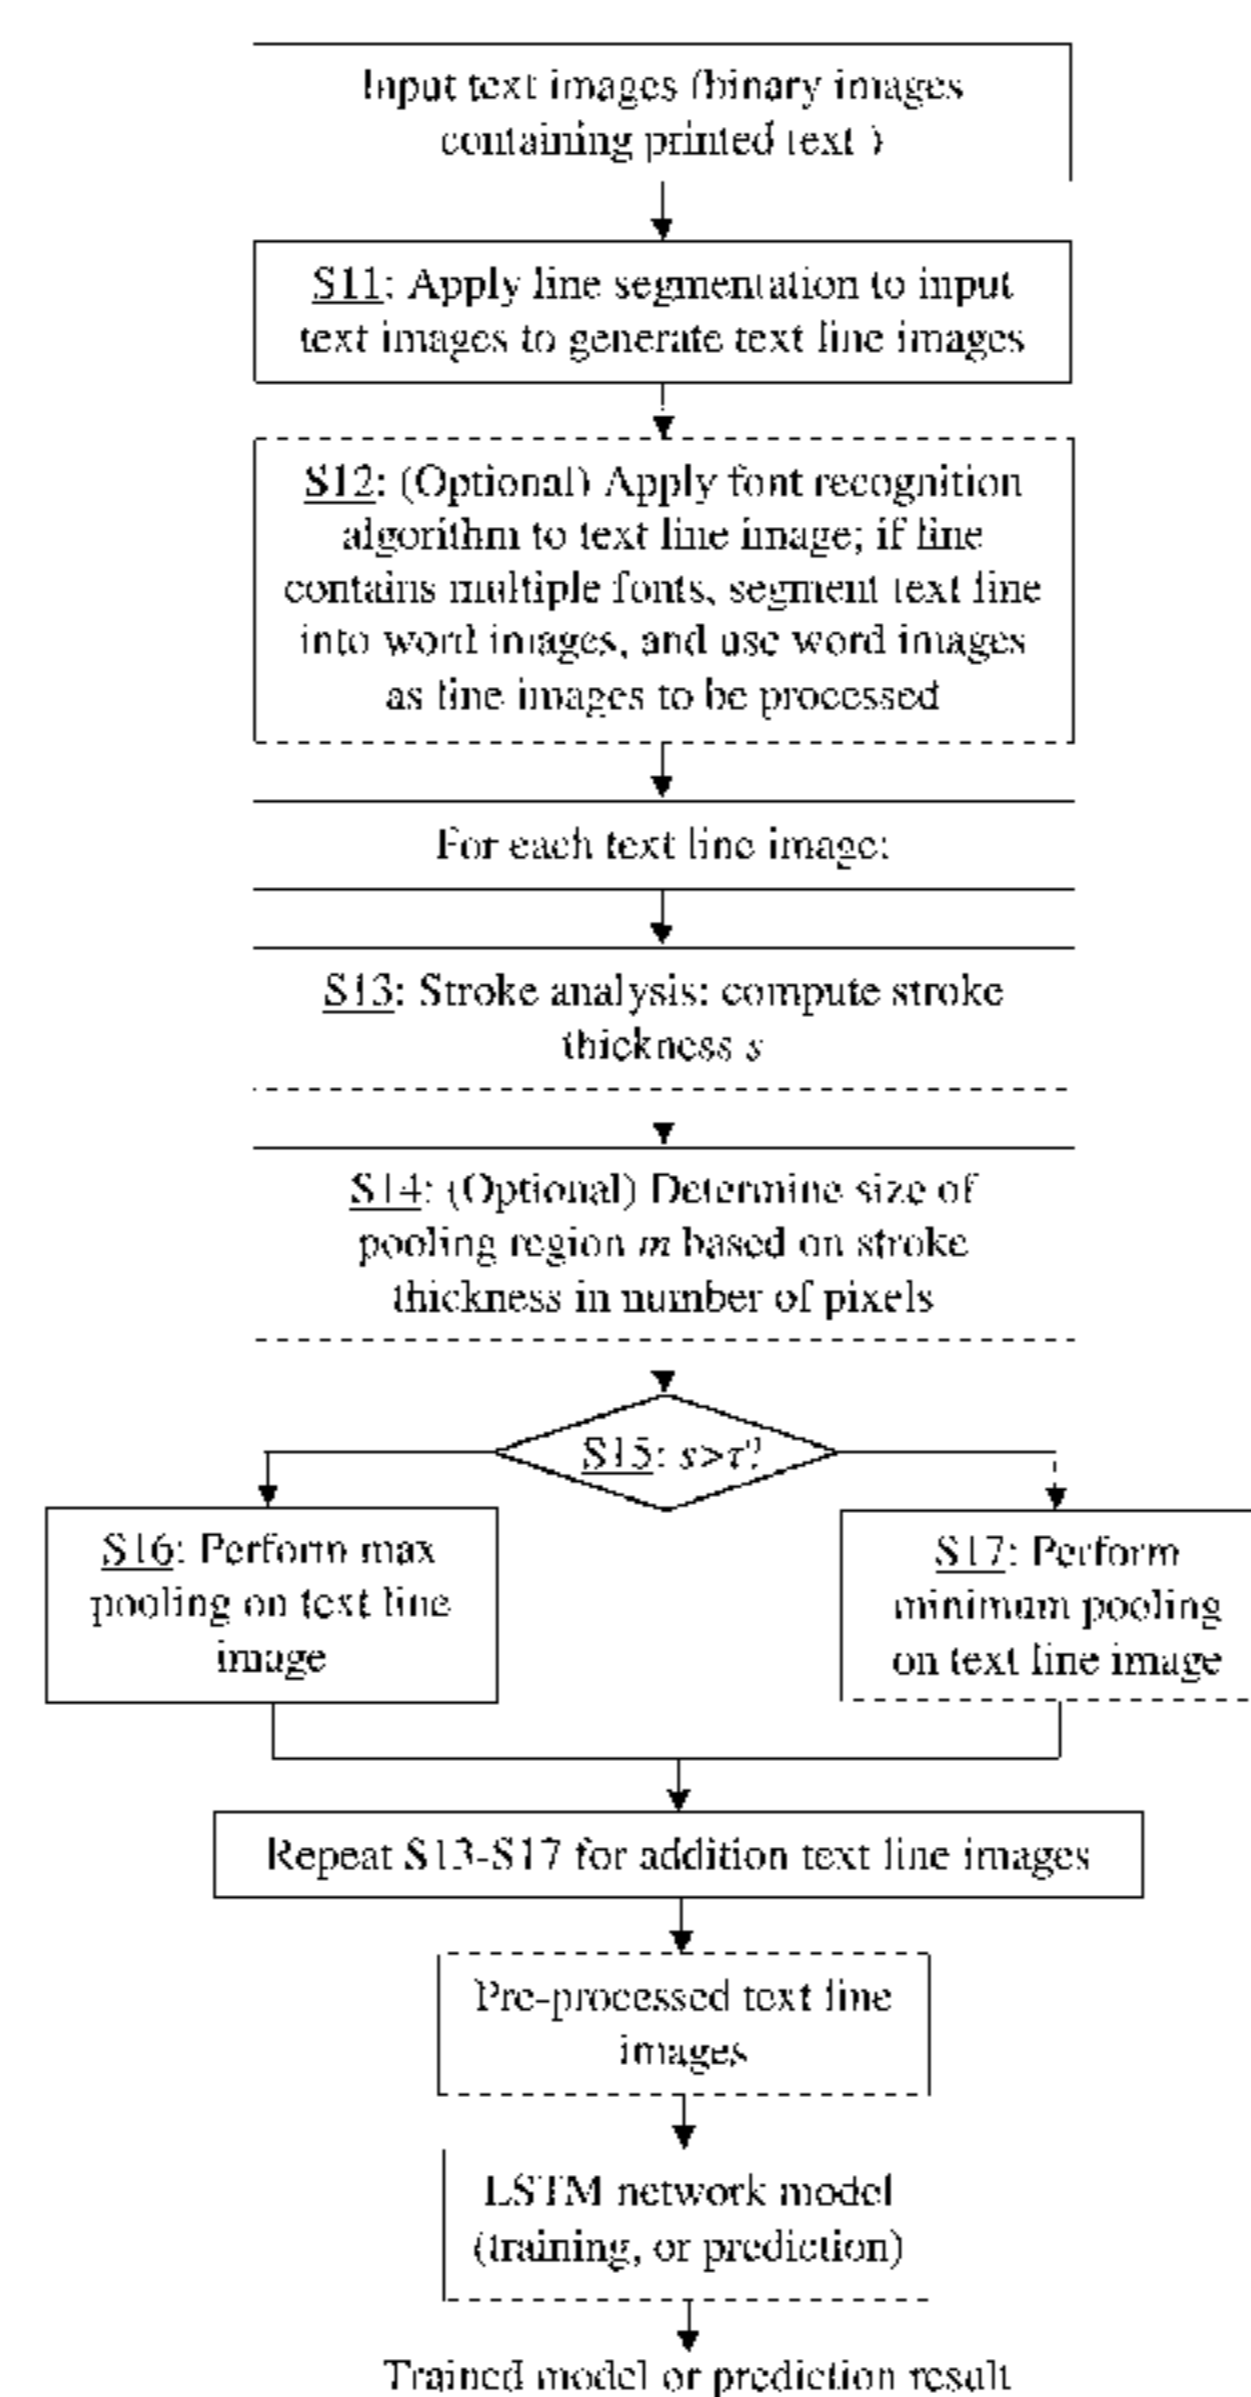 Input text images (binary images
containing printed text )
S11: Apply line segmentation to input
text images to generate text line images
S12: (Optional) Apply font recognition
algorithm to text line image; if line
contains multiple fonts, segment text line
into word images, and use word images
as line images to be processed
For each text line image:
S13: Stroke analysis: compute stroke
thickness s
S14: (Optional) Determine size of
pooling region m based on stroke
thickness in number of pixels
S15: s>τ?
S16: Perform max
pooling on text line
image
S17: Perform
minimum pooling
on text line image
Repeat S13-S17 for addition text line images
Pre-processed text line
images
LSTM network model
(training, or prediction)
Trained model or prediction result